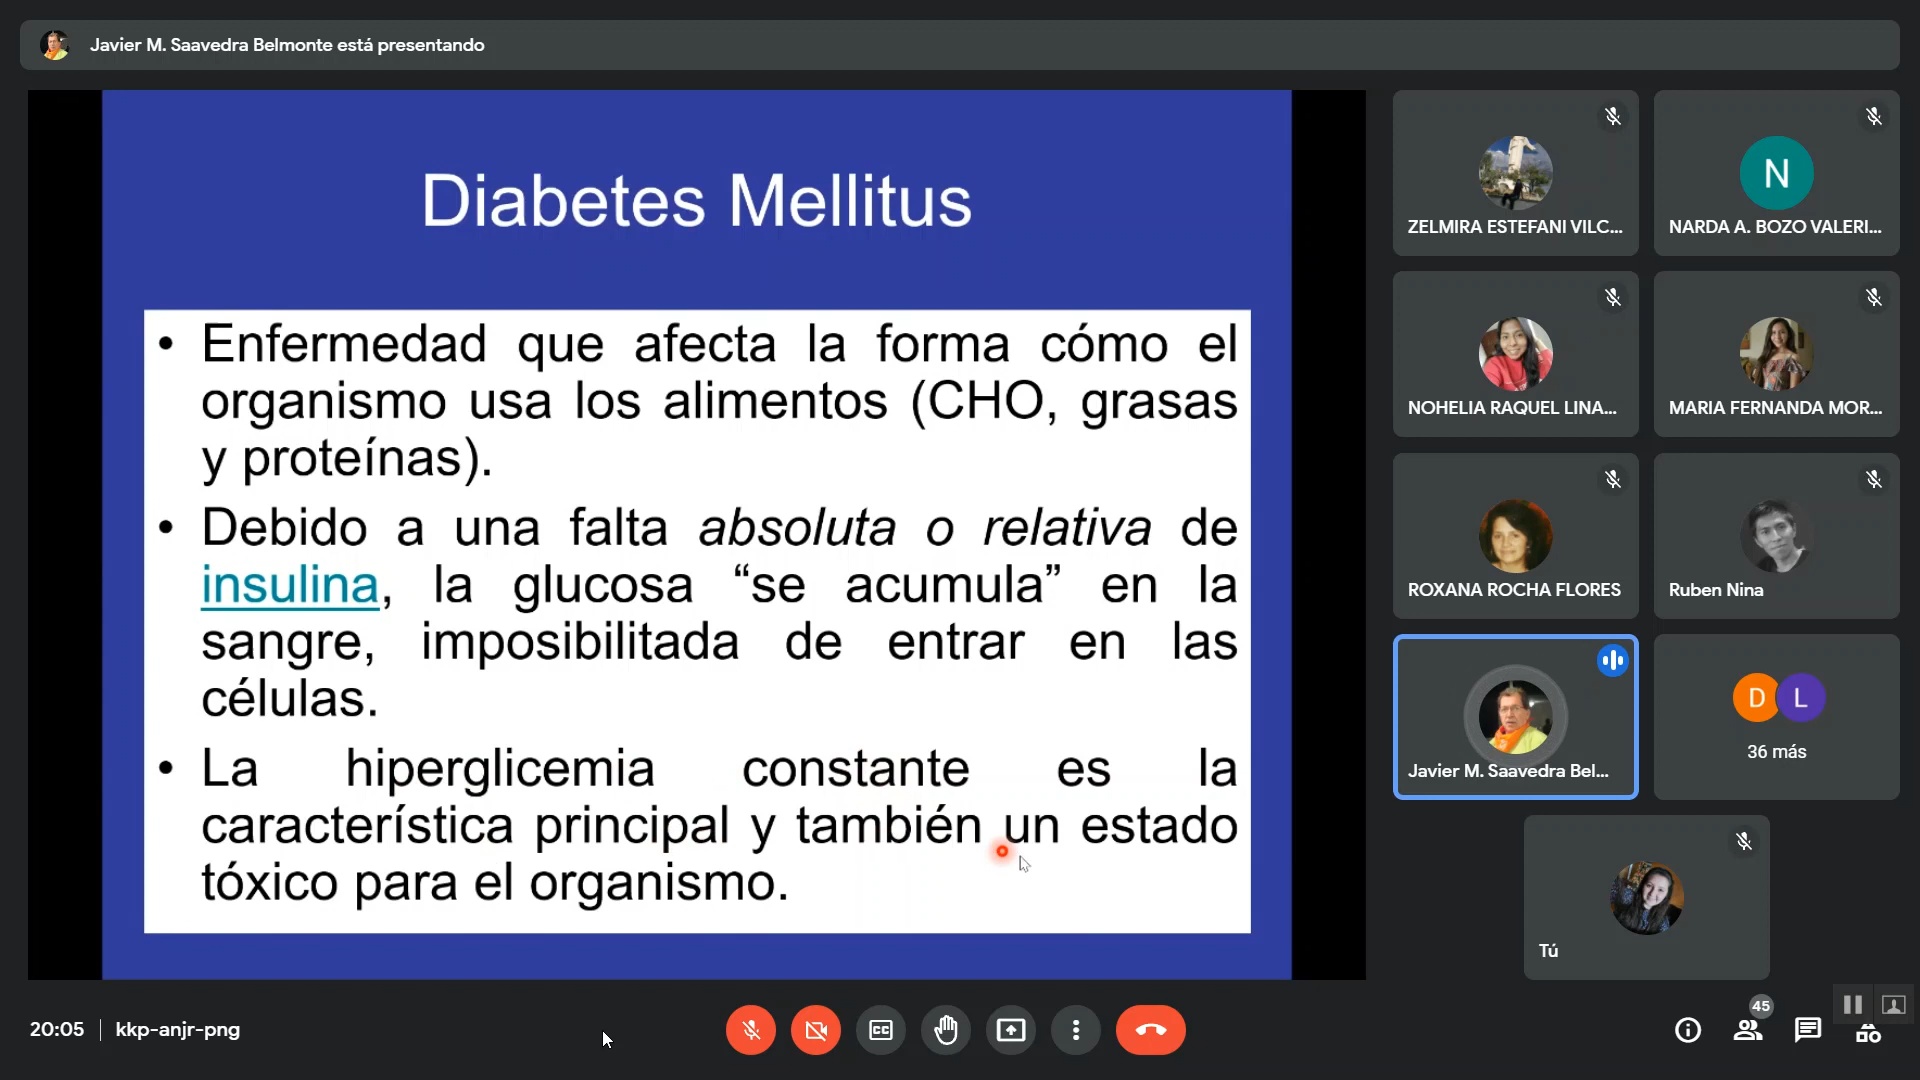 Javier M. Saavedra Belmonte está presentando
Diabetes Mellitus
• Enfermedad que afecta la forma cómo el
organismo usa los alimentos (CHO, grasas
y proteínas).
• Debido a una falta absoluta o relativa de
insulina, la glucosa “se acumula” en la
sangre, imposibilitada de entrar en las
células.
• La hiperglicemia constante es la
característica principal y también un estado
tóxico para el organismo.
ZELMIRA ESTEFANI VILC...
N
NARDA A. BOZO VALERI...
NOHELIA RAQUEL LINA...
MARIA FERNANDA MOR...
ROXANA ROCHA FLORES
Ruben Nina
Javier M. Saavedra Bel...
D L
36 más
Tú
20:05 | kkp-anjr-png
CC
45